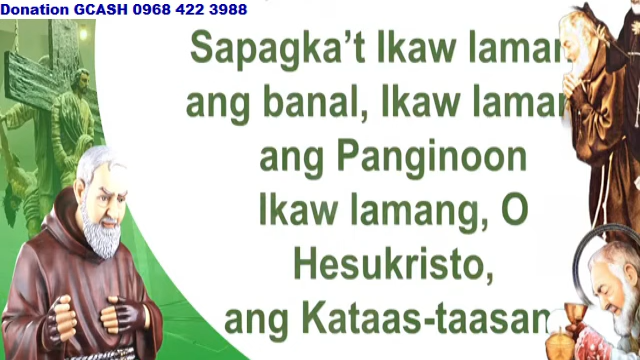 Donation GCASH 0968 422 3988
Sapagka’t Ikaw laman
ang banal, Ikaw laman
ang Panginoon
Ikaw lamang, O
Hesukristo,
ang Kataas-taasan